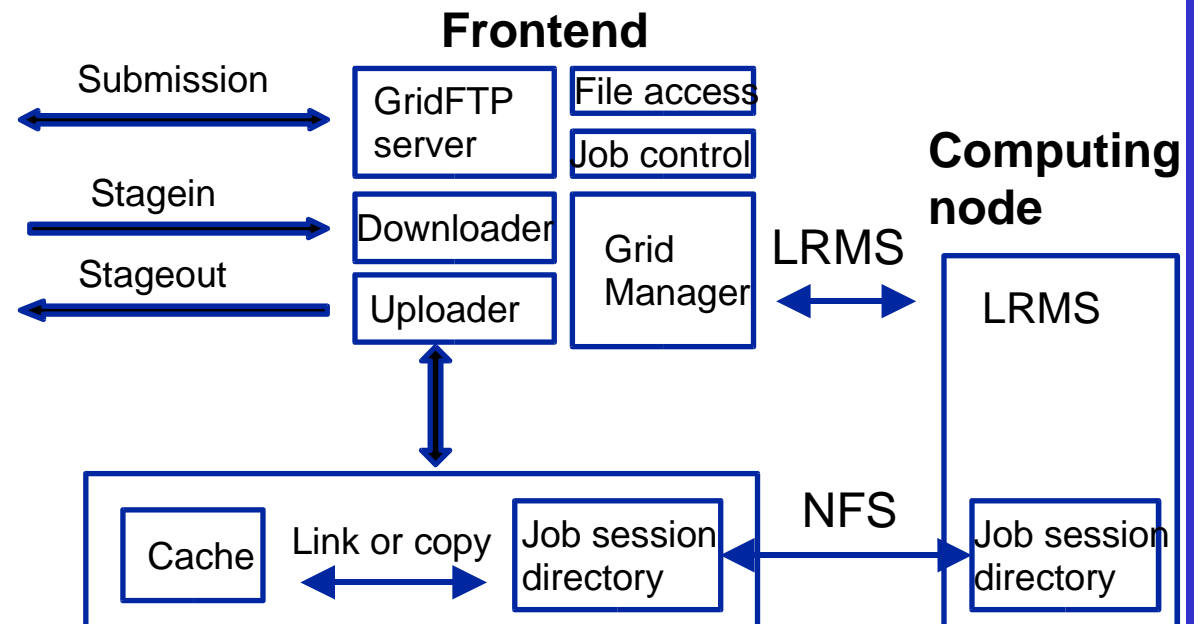 Frontend
Submission
GridFTP
server
File access
Job control
Computing
node
Stagein
Downloader
Grid
Manager
LRMS
Stageout
Uploader
LRMS
NFS
Cache
Link or copy
Job session
directory
Job session
directory